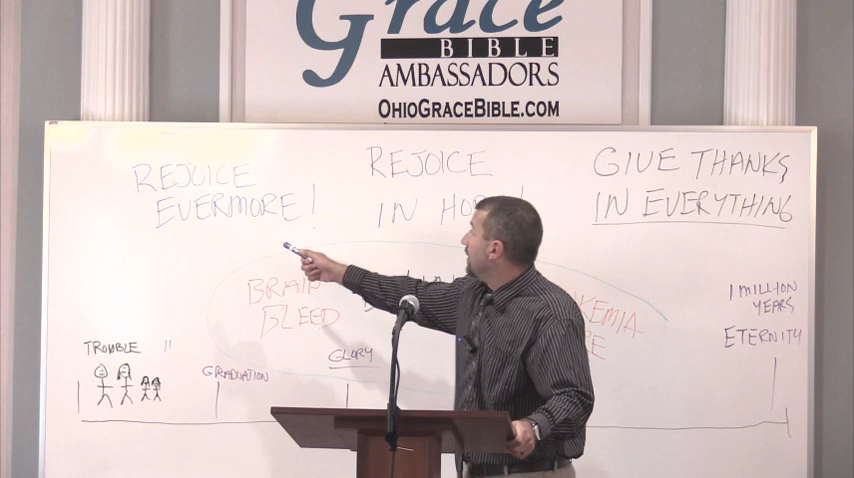 Grace
BIBLE
AMBASSADORS
OHIOGRACEBIBLE.COM
REJOICE
EVERMORE!
REJOICE
IN
GIVE THANKS
IN EVERYTHING
BRAIN
BLEED
1 MILLION
YEARS
ETERNITY
TROUBLE "
GRADUATION
GLORY